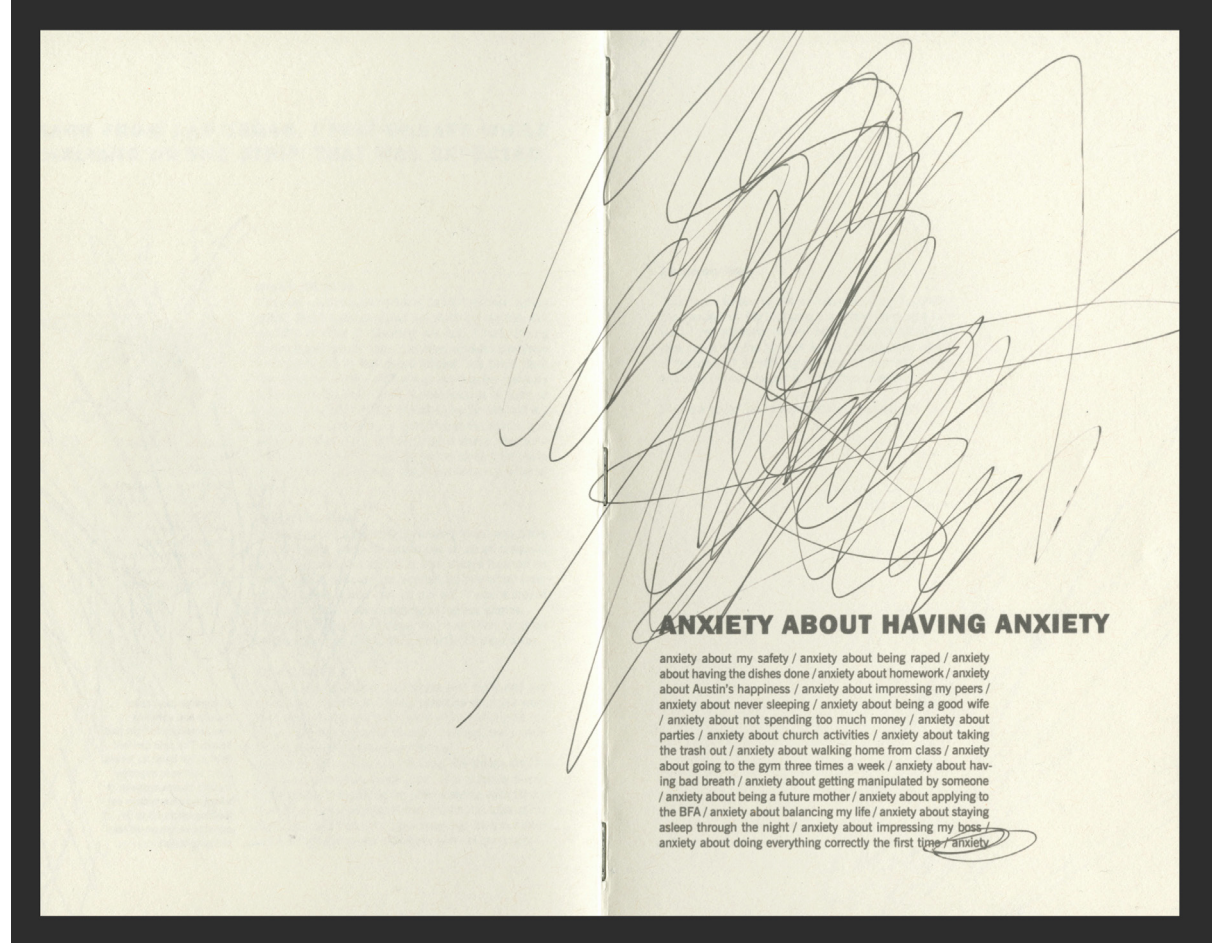 ANXIETY ABOUT HAVING ANXIETY
anxiety about my safety / anxiety about being raped / anxiety
about having the dishes done / anxiety about homework / anxiety
about Austin's happiness / anxiety about impressing my peers /
anxiety about never sleeping / anxiety about being a good wife
/ anxiety about not spending too much money / anxiety about
parties / anxiety about church activities / anxiety about taking
the trash out / anxiety about walking home from class / anxiety
about going to the gym three times a week / anxiety about hav-
ing bad breath / anxiety about getting manipulated by someone
/ anxiety about being a future mother / anxiety about applying to
the BFA / anxiety about balancing my life / anxiety about staying
asleep through the night / anxiety about impressing my boss /
anxiety about doing everything correctly the first time / anxiety